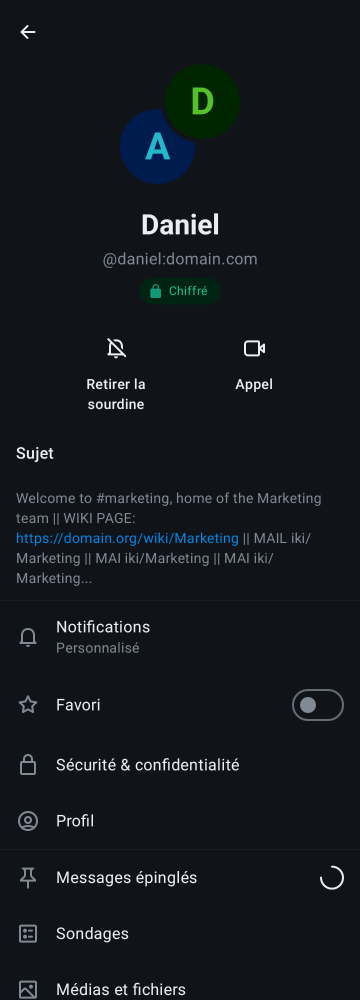 D
A
Daniel
@daniel:domain.com
Chiffré
Retirer la
sourdine
Appel
Sujet
Welcome to #marketing, home of the Marketing
team || WIKI PAGE:
https://domain.org/wiki/Marketing || MAIL iki/
Marketing || MAI iki/Marketing || MAI iki/
Marketing...
Notifications
Personnalisé
Favori
Sécurité & confidentialité
Profil
Messages épinglés
Sondages
Médias et fichiers